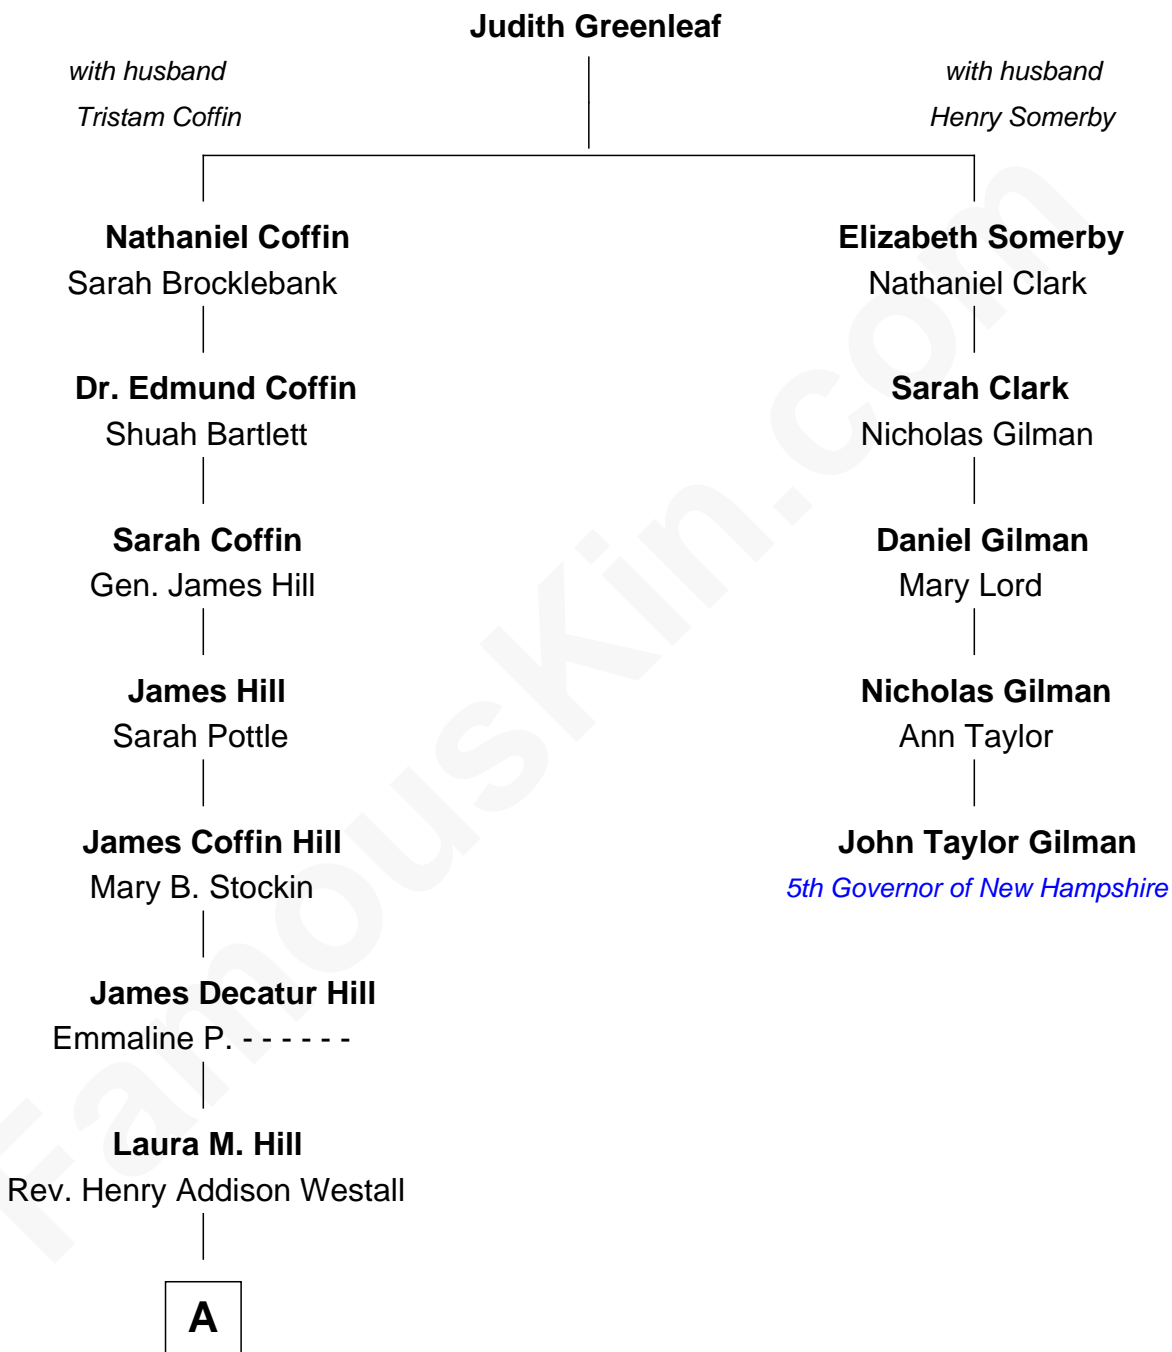 Judith Greenleaf
with husband
Tristam Coffin
with husband
Henry Somerby
Nathaniel Coffin
Sarah Brocklebank
Dr. Edmund Coffin
Shuah Bartlett
Sarah Coffin
Gen. James Hill
James Hill
Sarah Pottle
James Coffin Hill
Mary B. Stockin
James Decatur Hill
Emmaline P. - - - - - -
Laura M. Hill
Rev. Henry Addison Westall
A
Elizabeth Somerby
Nathaniel Clark
Sarah Clark
Nicholas Gilman
Daniel Gilman
Mary Lord
Nicholas Gilman
Ann Taylor
John Taylor Gilman
5th Governor of New Hampshire
FamousKin.com